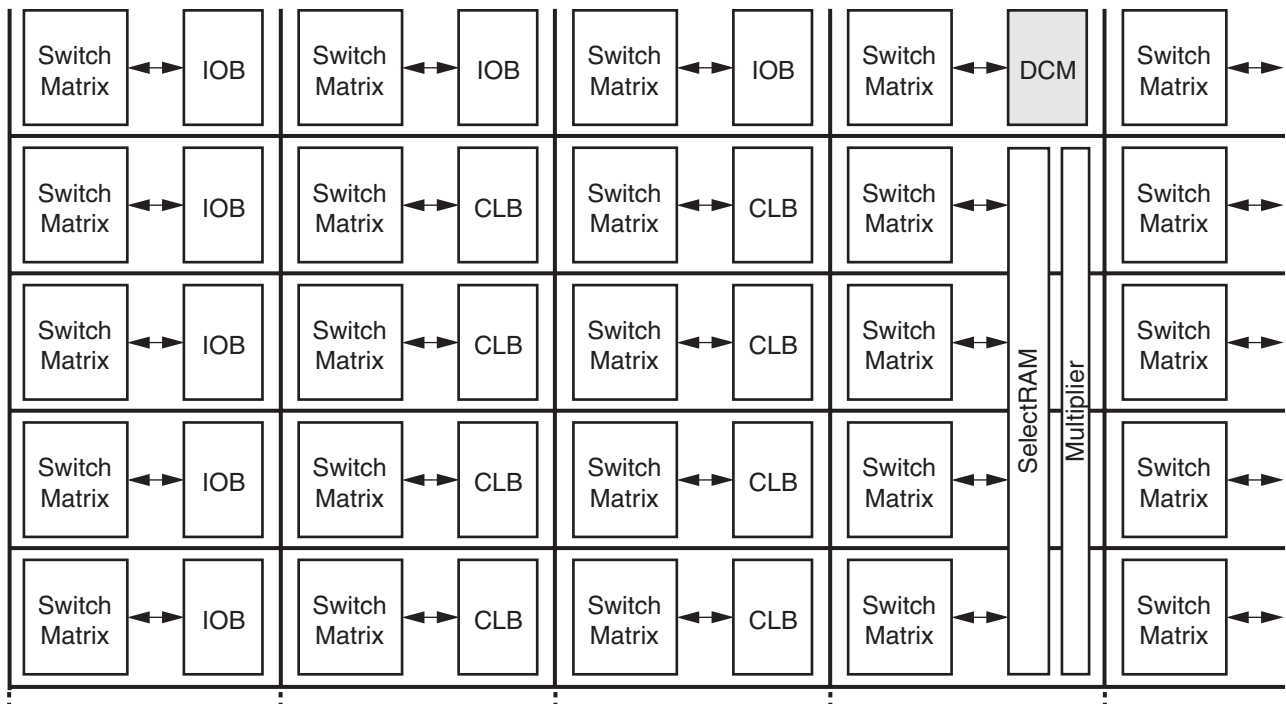 Switch
Matrix
IOB
Switch
Matrix
IOB
Switch
Matrix
IOB
Switch
Matrix
DCM
Switch
Matrix
Switch
Matrix
IOB
Switch
Matrix
CLB
Switch
Matrix
CLB
Switch
Matrix
Switch
Matrix
Switch
Matrix
IOB
Switch
Matrix
CLB
Switch
Matrix
CLB
Switch
Matrix
SelectRAM
Multiplier
Switch
Matrix
Switch
Matrix
IOB
Switch
Matrix
CLB
Switch
Matrix
CLB
Switch
Matrix
Switch
Matrix
Switch
Matrix
IOB
Switch
Matrix
CLB
Switch
Matrix
CLB
Switch
Matrix
Switch
Matrix